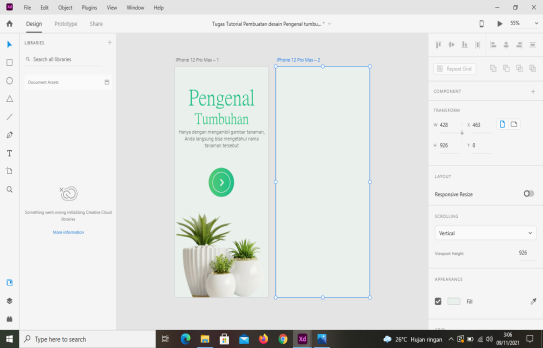 File Edit Object Plugins View Window Help
Design Prototype Share
Tugas Tutorial Pembuatan desain Pengenal tumbu... *
55%
LIBRARIES
Search all libraries
Document Assets
Something went wrong initializing Creative Cloud
libraries
More information
iPhone 12 Pro Max – 1
iPhone 12 Pro Max – 2
Pengenal
Tumbuhan
Hanya dengan mengambil gambar tanaman,
Anda langsung bisa mengetahui nama
tanaman tersebut
Repeat Grid
COMPONENT
TRANSFORM
W 428 X 463
H 926 Y 0
LAYOUT
Responsive Resize
SCROLLING
Vertical
Viewport Height 926
APPEARANCE
Fill
Type here to search
Xd
26°C Hujan ringan
3:06
09/11/2021